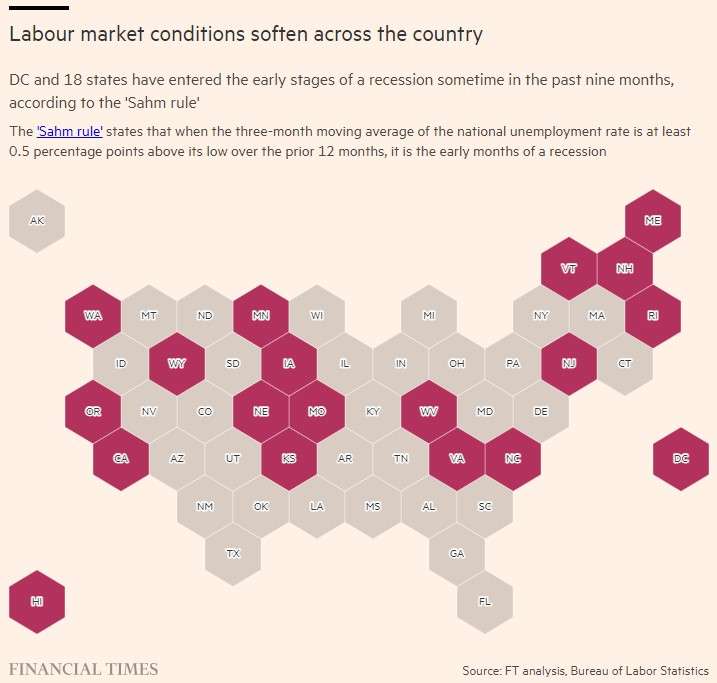 Labour market conditions soften across the country
DC and 18 states have entered the early stages of a recession sometime in the past nine months,
according to the 'Sahm rule'
The 'Sahm rule' states that when the three-month moving average of the national unemployment rate is at least
0.5 percentage points above its low over the prior 12 months, it is the early months of a recession
AK ME
VT NH
WA MT ND MN WI MI NY MA RI
ID WY SD IA IL IN OH PA NJ CT
OR NV CO NE MO KY WV MD DE
CA AZ UT KS AR TN VA NC DC
NM OK LA MS AL SC
TX GA
HI FL
FINANCIAL TIMES Source: FT analysis, Bureau of Labor Statistics